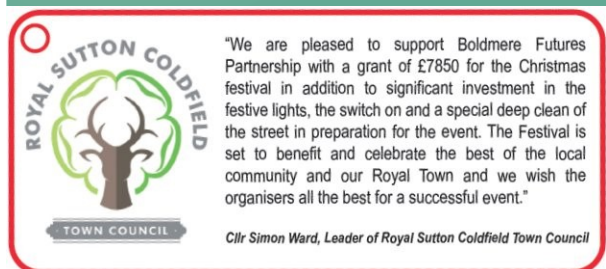 ROYAL SUTTON COLDFIELD
TOWN COUNCIL
“We are pleased to support Boldmere Futures
Partnership with a grant of £7850 for the Christmas
festival in addition to significant investment in the
festive lights, the switch on and a special deep clean of
the street in preparation for the event. The Festival is
set to benefit and celebrate the best of the local
community and our Royal Town and we wish the
organisers all the best for a successful event.”
Cllr Simon Ward, Leader of Royal Sutton Coldfield Town Council